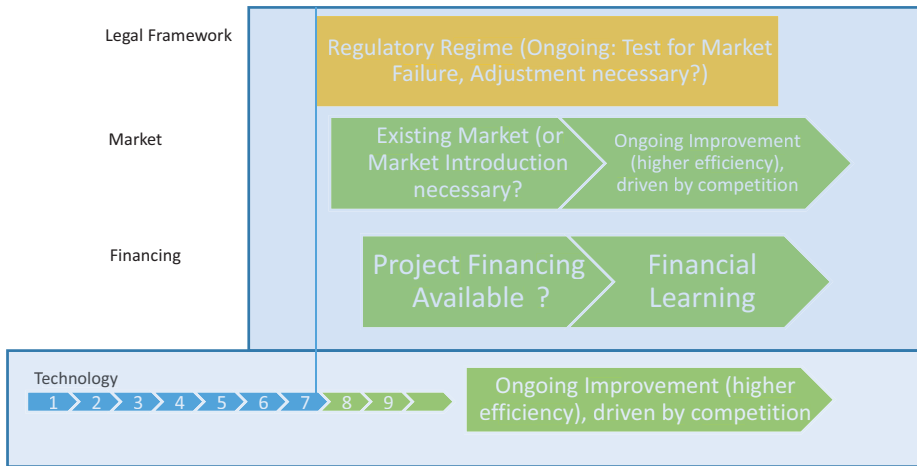 Legal Framework
Regulatory Regime (Ongoing: Test for Market
Failure, Adjustment necessary?)
Market
Existing Market (or
Market Introduction
necessary?
Ongoing Improvement
(higher efficiency),
driven by competition
Financing
Project Financing
Available ?
Financial
Learning
Technology
1 2 3 4 5 6 7 8 9
Ongoing Improvement (higher
efficiency), driven by competition